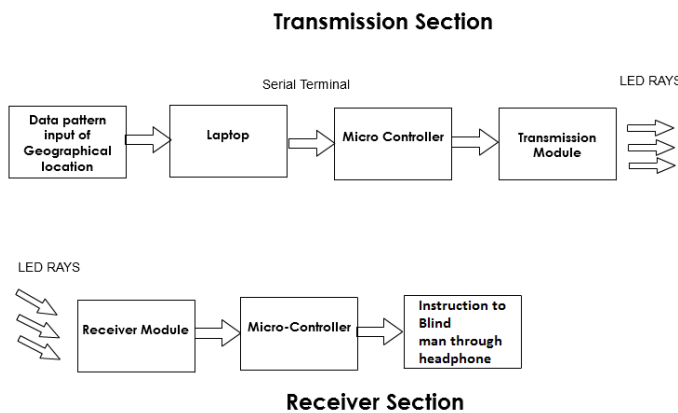 Transmission Section
Serial Terminal
LED RAYS
Data pattern
input of
Geographical
location
Laptop
Micro Controller
Transmission
Module
LED RAYS
Receiver Module
Micro-Controller
Instruction to
Blind
man through
headphone
Receiver Section